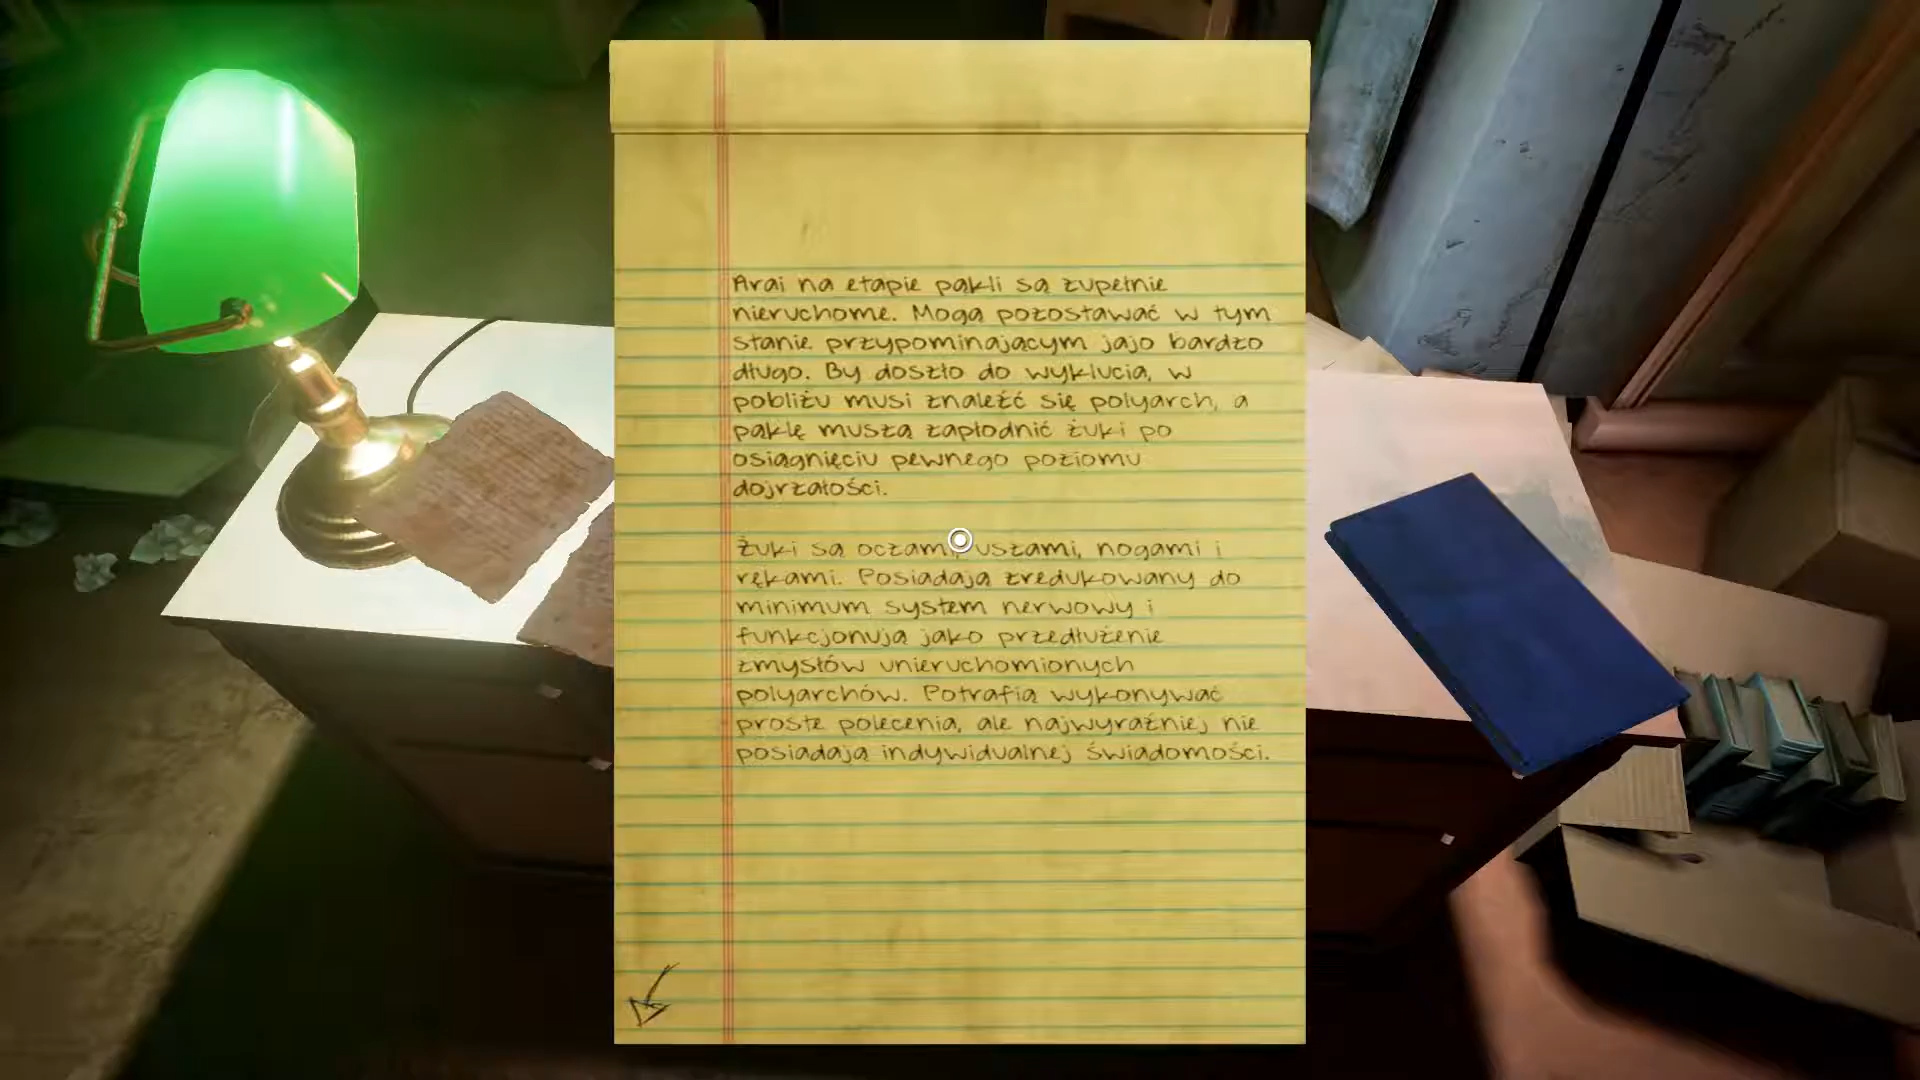 Arai na etapie pąkli są zupełnie
nieruchome. Mogą pozostawać w tym
stanie przypominającym jajo bardzo
długo. By doszło do wyklucia, w
pobliżu musi znaleźć się polyarch, a
pąklę muszą zapłodnić żuki po
osiągnięciu pewnego poziomu
dojrzałości.
Żuki są oczami, uszami, nogami i
rękami. Posiadają zredukowany do
minimum system nerwowy i
funkcjonują jako przedłużenie
zmysłów unieruchomionych
polyarchów. Potrafią wykonywać
proste polecenia, ale najwyraźniej nie
posiadają indywidualnej świadomości.